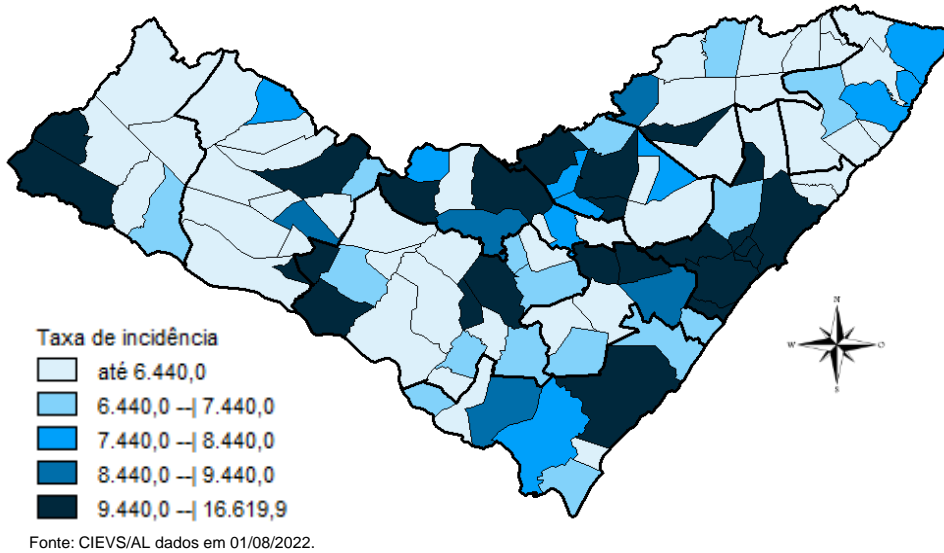 N
W
O
S
Taxa de incidência
até 6.440,0
6.440,0 --| 7.440,0
7.440,0 --| 8.440,0
8.440,0 --| 9.440,0
9.440,0 --| 16.619,9
Fonte: CIEVS/AL dados em 01/08/2022.